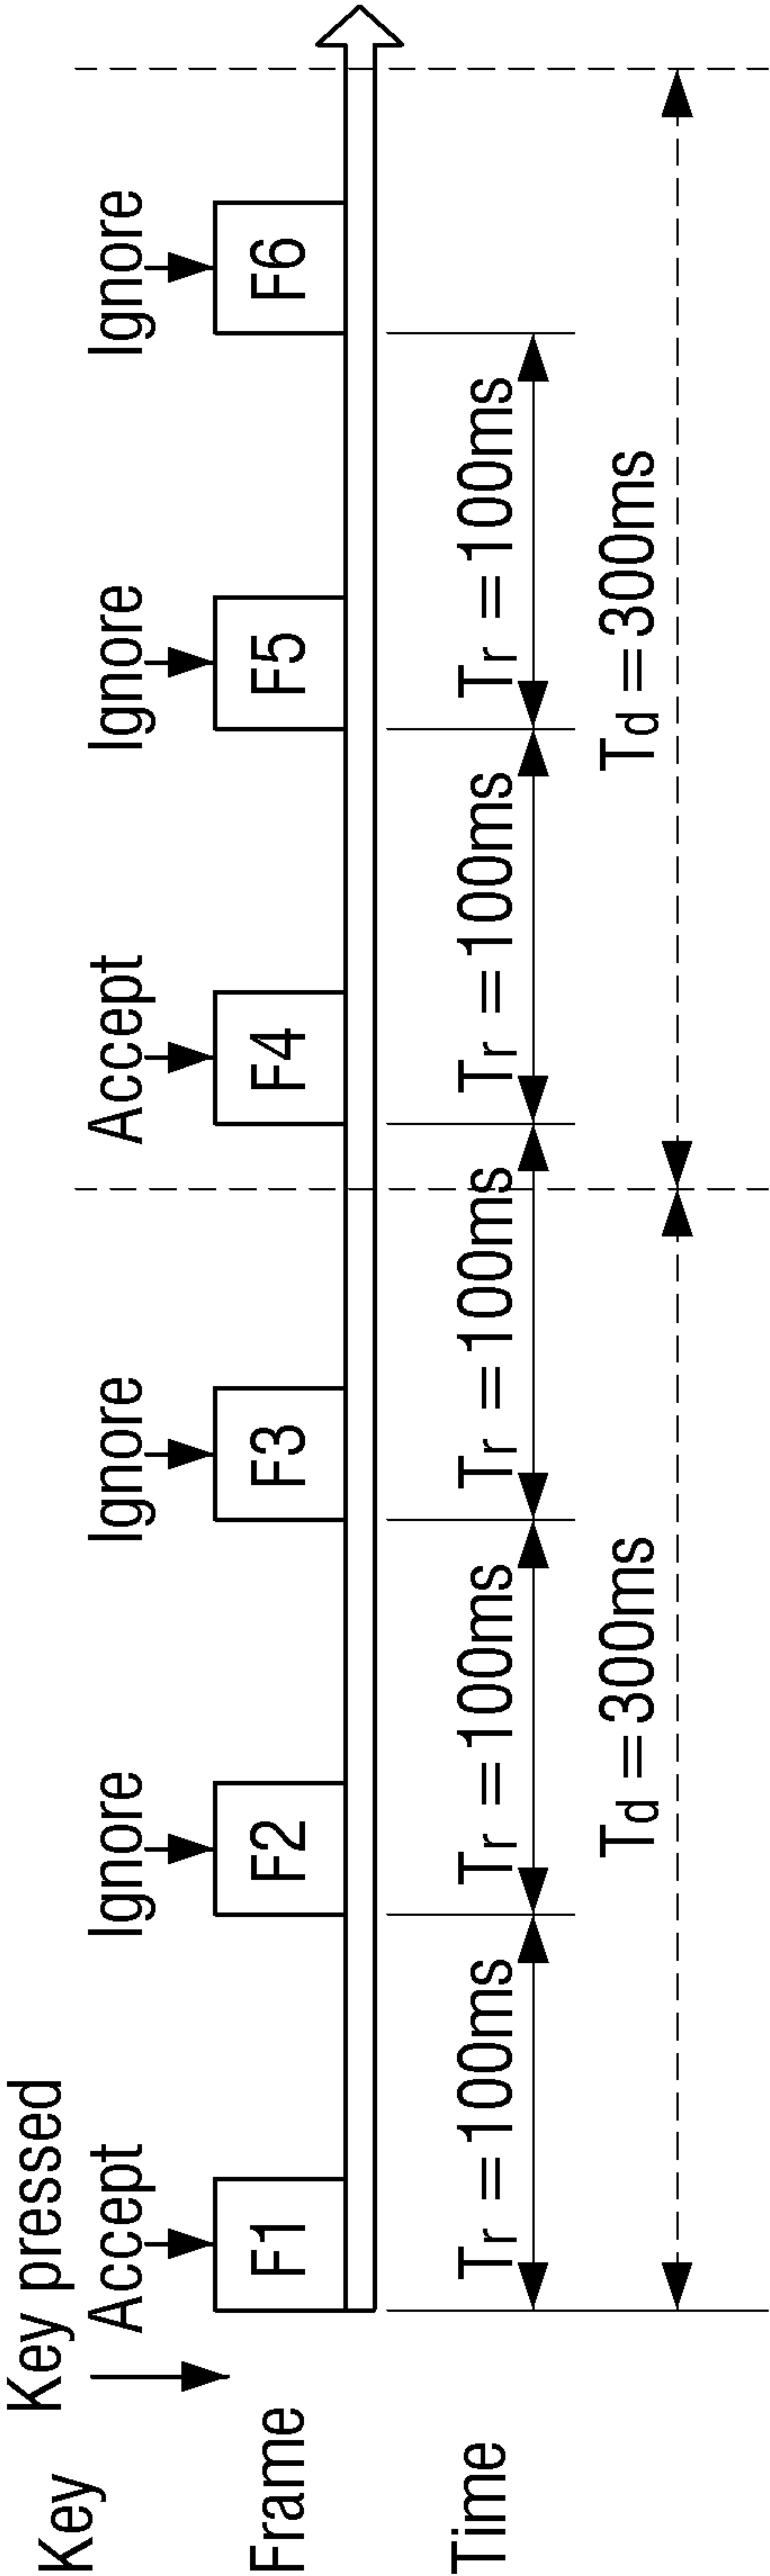 Key pressed
Key
Accept Ignore Ignore Accept Ignore Ignore
Frame F1 F2 F3 F4 F5 F6
Time Tr = 100ms Tr = 100ms Tr = 100ms Tr = 100ms Tr = 100ms
Td = 300ms Td = 300ms